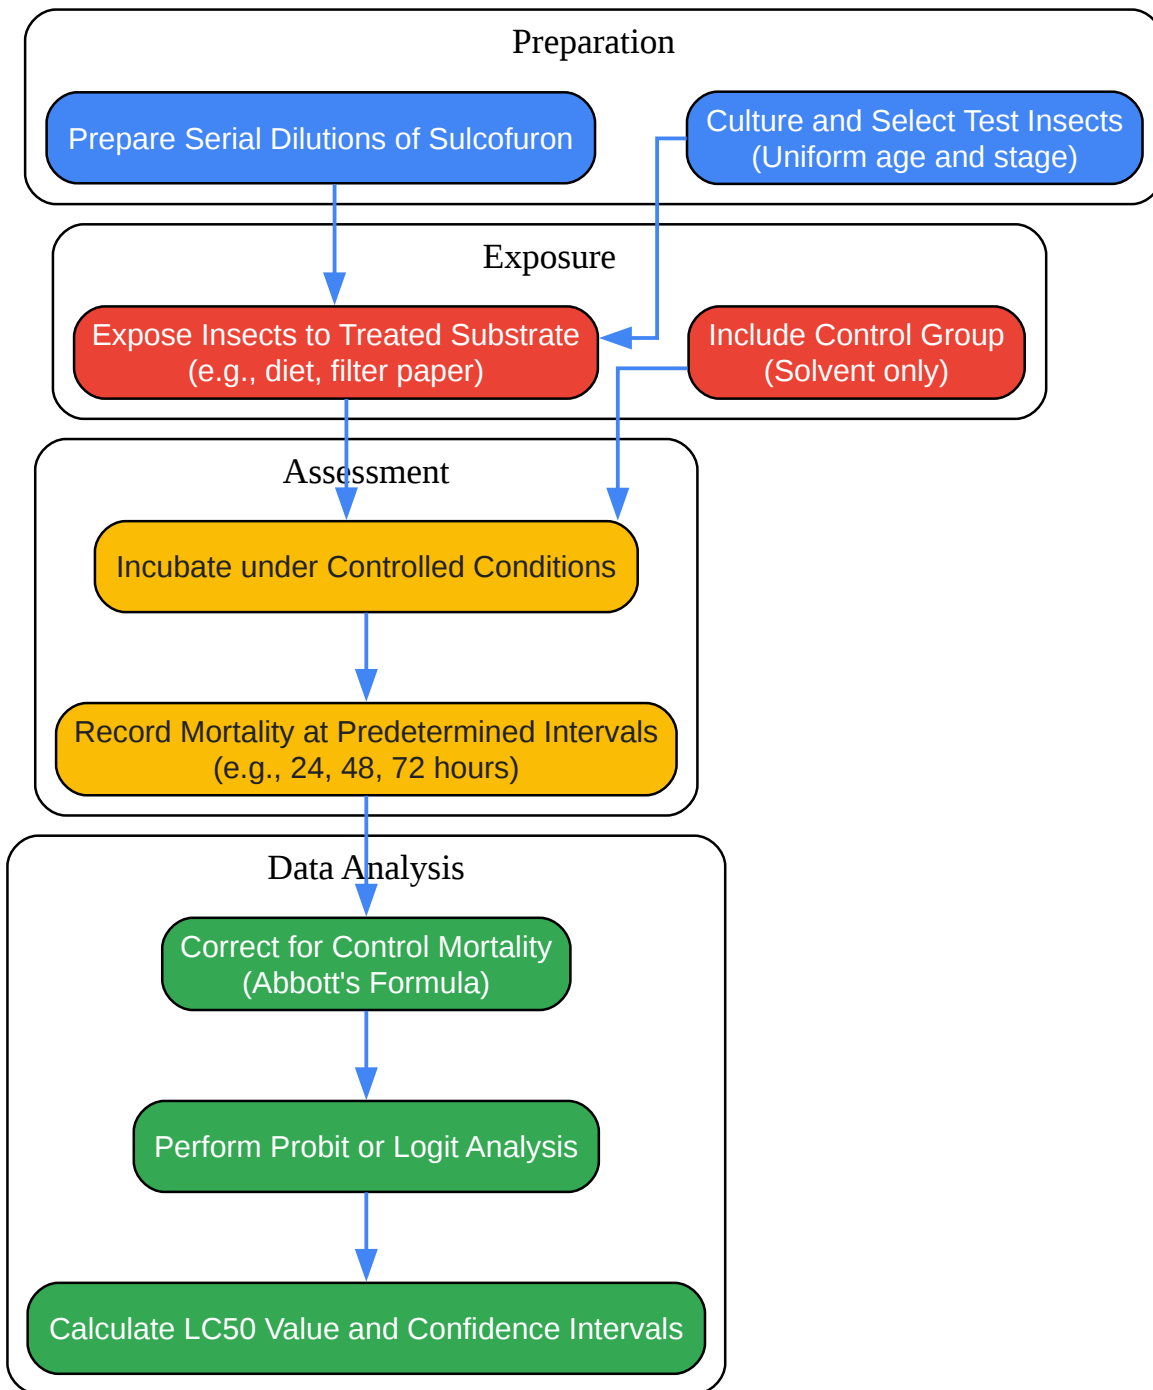 Preparation
Prepare Serial Dilutions of Sulcofuron
Culture and Select Test Insects
(Uniform age and stage)
Exposure
Expose Insects to Treated Substrate
(e.g., diet, filter paper)
Include Control Group
(Solvent only)
Assessment
Incubate under Controlled Conditions
Record Mortality at Predetermined Intervals
(e.g., 24, 48, 72 hours)
Data Analysis
Correct for Control Mortality
(Abbott's Formula)
Perform Probit or Logit Analysis
Calculate LC50 Value and Confidence Intervals